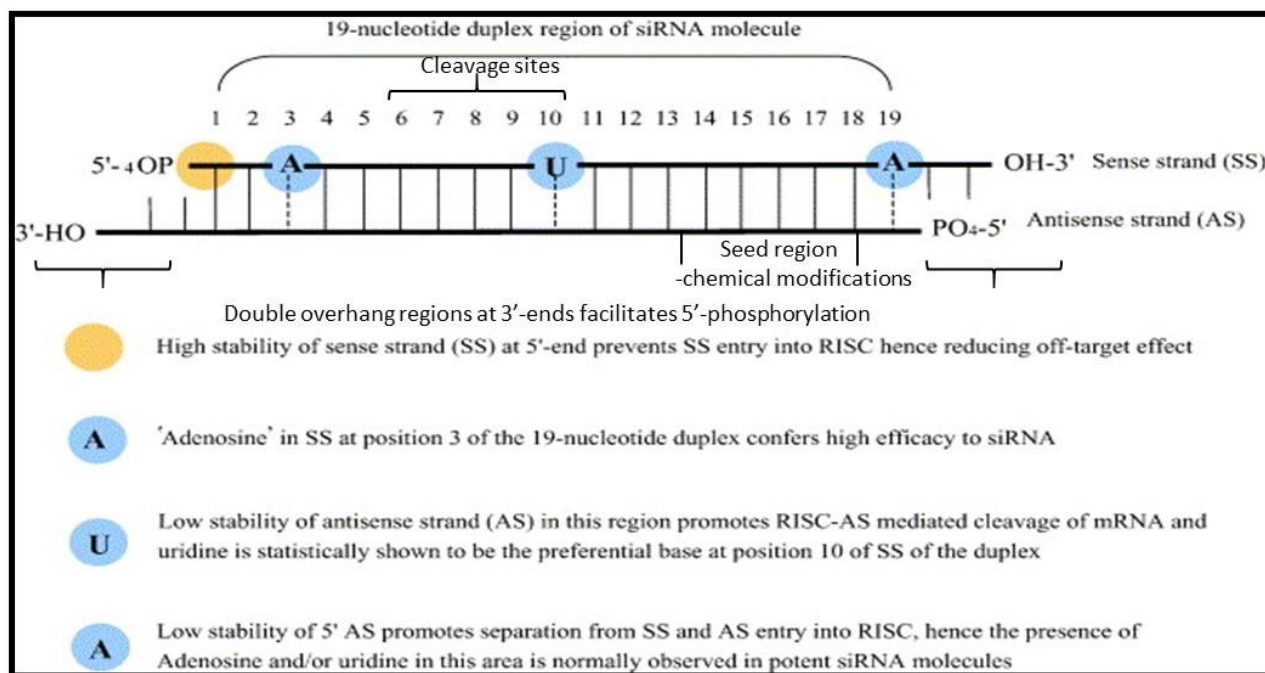 19-nucleotide duplex region of siRNA molecule
Cleavage sites
1 2 3 4 5 6 7 8 9 10 11 12 13 14 15 16 17 18 19
5'-4OP A U A OH-3' Sense strand (SS)
3'-HO PO4-5' Antisense strand (AS)
Seed region
-chemical modifications
Double overhang regions at 3'-ends facilitates 5'-phosphorylation
High stability of sense strand (SS) at 5'-end prevents SS entry into RISC hence reducing off-target effect
A 'Adenosine' in SS at position 3 of the 19-nucleotide duplex confers high efficacy to siRNA
Low stability of antisense strand (AS) in this region promotes RISC-AS mediated cleavage of mRNA and
U uridine is statistically shown to be the preferential base at position 10 of SS of the duplex
Low stability of 5' AS promotes separation from SS and AS entry into RISC, hence the presence of
A Adenosine and/or uridine in this area is normally observed in potent siRNA molecules